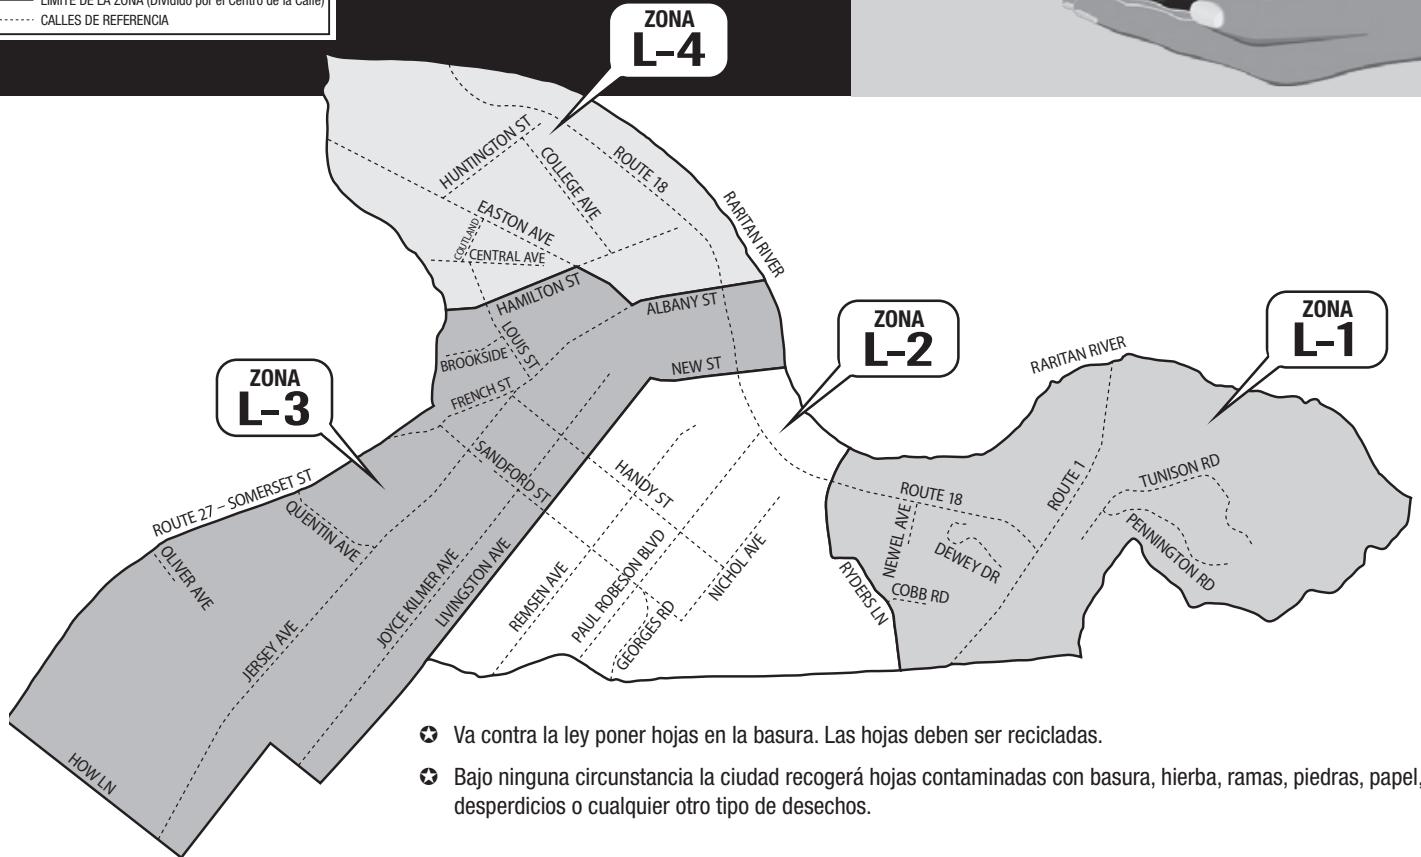 LÍMITE DE LA ZONA (Dividido por el Centro de la Calle)
CALLES DE REFERENCIA
ZONA
L-4
HUNTINGTON ST
COLLEGE AVE
ROUTE 18
RARITAN RIVER
EASTON AVE
COUTLAND
CENTRAL AVE
HAMILTON ST
ALBANY ST
LOUIS ST
BROOKSIDE
FRENCH ST
NEW ST
ZONA
L-2
ZONA
L-1
RARITAN RIVER
ZONA
L-3
ROUTE 27 – SOMERSET ST
QUENTIN AVE
OLIVER AVE
SANDFORD ST
HANDY ST
JERSEY AVE
JOYCE KILMER AVE
LIVINGSTON AVE
REMSEN AVE
PAUL ROBESON BLVD
GEORGES RD
NICHOL AVE
RYDERS LN
ROUTE 18
NEWEL AVE
DEWEY DR
COBB RD
ROUTE 1
TUNISON RD
PENNINGTON RD
HOW LN
✪ Va contra la ley poner hojas en la basura. Las hojas deben ser recicladas.
✪ Bajo ninguna circunstancia la ciudad recogerá hojas contaminadas con basura, hierba, ramas, piedras, papel,
desperdicios o cualquier otro tipo de desechos.